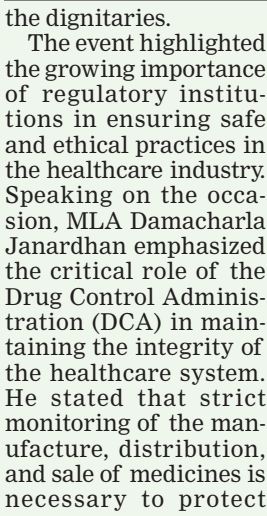 the dignitaries.
The event highlighted
the growing importance
of regulatory institu-
tions in ensuring safe
and ethical practices in
the healthcare industry.
Speaking on the occa-
sion, MLA Damacharla
Janardhan emphasized
the critical role of the
Drug Control Adminis-
tration (DCA) in main-
taining the integrity of
the healthcare system.
He stated that strict
monitoring of the man-
ufacture, distribution,
and sale of medicines is
necessary to protect